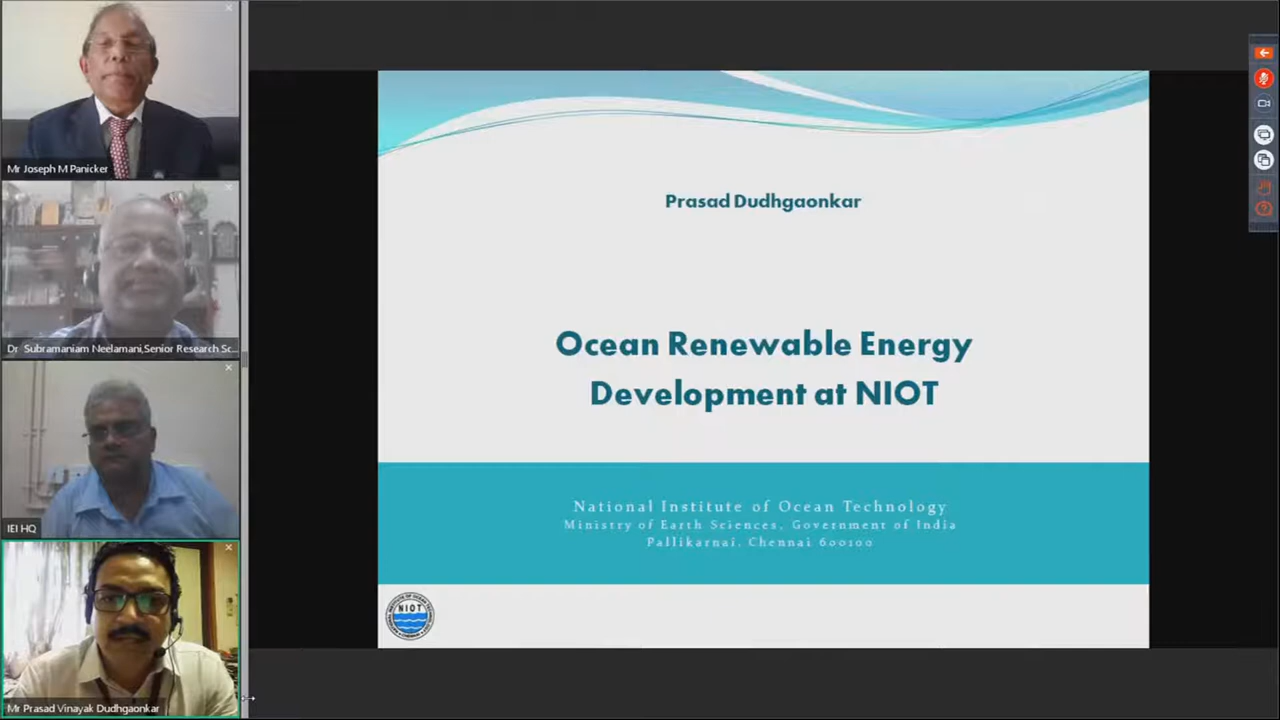 Mr Joseph M Panicker
Dr Subramaniam Neelamani,Senior Research Sc...
IEI HQ
Mr Prasad Vinayak Dudhgaonkar
Prasad Dudhgaonkar
Ocean Renewable Energy
Development at NIOT
National Institute of Ocean Technology
Ministry of Earth Sciences, Government of India
Pallikarnai, Chennai 600100
NIOT